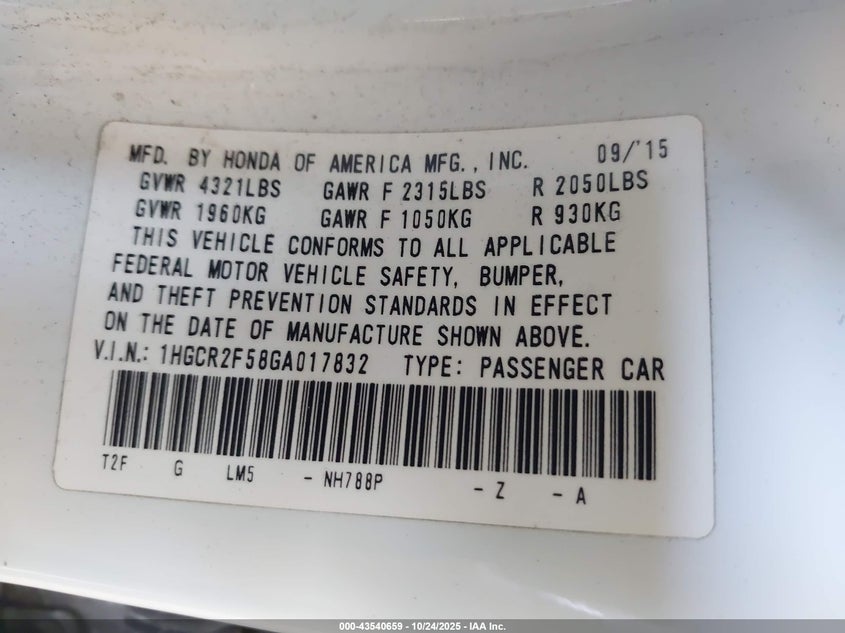 MFD. BY HONDA OF AMERICA MFG., INC. 09/'15
GVWR 4321LBS GAWR F 2315LBS R 2050LBS
GVWR 1960KG GAWR F 1050KG R 930KG
THIS VEHICLE CONFORMS TO ALL APPLICABLE
FEDERAL MOTOR VEHICLE SAFETY, BUMPER,
AND THEFT PREVENTION STANDARDS IN EFFECT
ON THE DATE OF MANUFACTURE SHOWN ABOVE.
V.I.N.: 1HGCR2F58GA017832 TYPE: PASSENGER CAR
T2F G LM5 - NH788P - Z - A
000-43540659 - 10/24/2025 - IAA Inc.